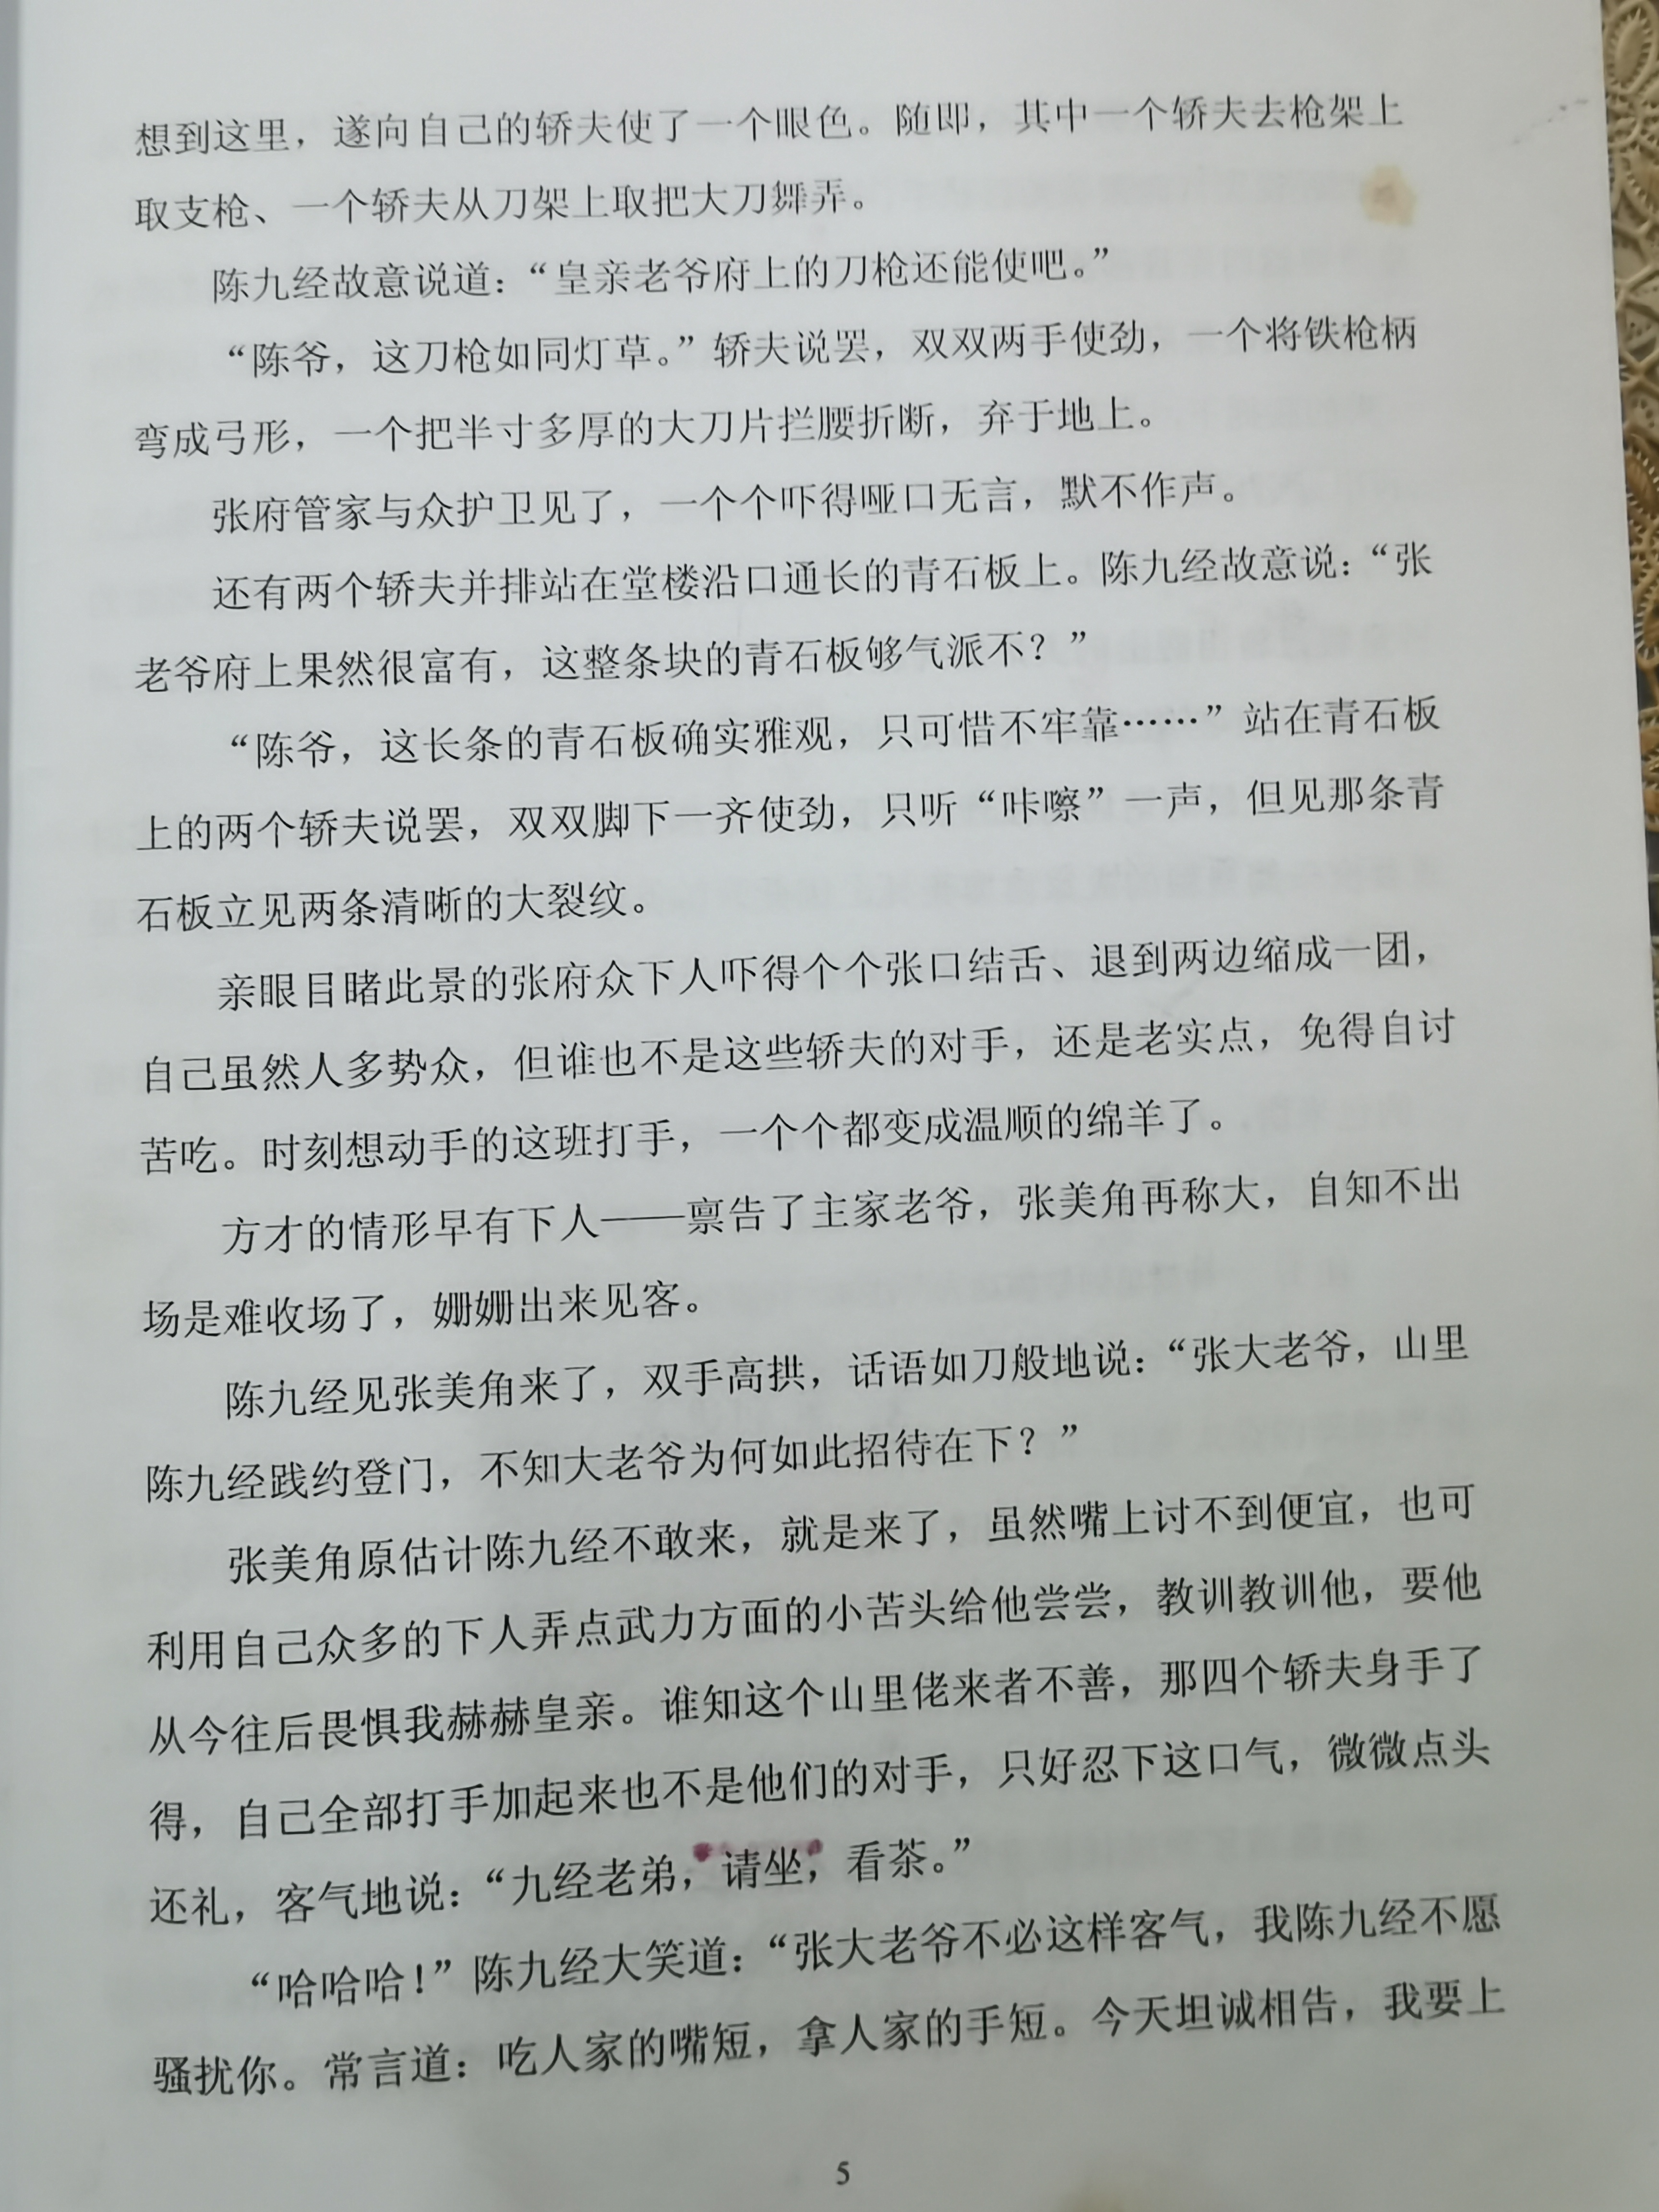 想到这里，遂向自己的轿夫使了一个眼色。随即，其中一个轿夫去枪架上
取支枪、一个轿夫从刀架上取把大刀舞弄。
陈九经故意说道：“皇亲老爷府上的刀枪还能使吧。”
“陈爷，这刀枪如同灯草。”轿夫说罢，双双两手使劲，一个将铁枪柄
弯成弓形，一个把半寸多厚的大刀片拦腰折断，弃于地上。
张府管家与众护卫见了，一个个吓得哑口无言，默不作声。
还有两个轿夫并排站在堂楼沿口通长的青石板上。陈九经故意说：“张
老爷府上果然很富有，这整条块的青石板够气派不？”
“陈爷，这长条的青石板确实雅观，只可惜不牢靠……”站在青石板
上的两个轿夫说罢，双双脚下一齐使劲，只听“咔嚓”一声，但见那条青
石板立见两条清晰的大裂纹。
亲眼目睹此景的张府众下人吓得个个张口结舌、退到两边缩成一团，
自己虽然人多势众，但谁也不是这些轿夫的对手，还是老实点，免得自讨
苦吃。时刻想动手的这班打手，一个个都变成温顺的绵羊了。
方才的情形早有下人——禀告了主家老爷，张美角再称大，自知不出
场是难收场了，姗姗出来见客。
陈九经见张美角来了，双手高拱，话语如刀般地说：“张大老爷，山里
陈九经践约登门，不知大老爷为何如此招待在下？”
张美角原估计陈九经不敢来，就是来了，虽然嘴上讨不到便宜，也可
利用自己众多的下人弄点武力方面的小苦头给他尝尝，教训教训他，要他
从今往后畏惧我赫赫皇亲。谁知这个山里佬来者不善，那四个轿夫身手了
得，自己全部打手加起来也不是他们的对手，只好忍下这口气，微微点头
还礼，客气地说：“九经老弟，请坐，看茶。”
“哈哈哈！”陈九经大笑道：“张大老爷不必这样客气，我陈九经不愿
骚扰你。常言道：吃人家的嘴短，拿人家的手短。今天坦诚相告，我要上
5